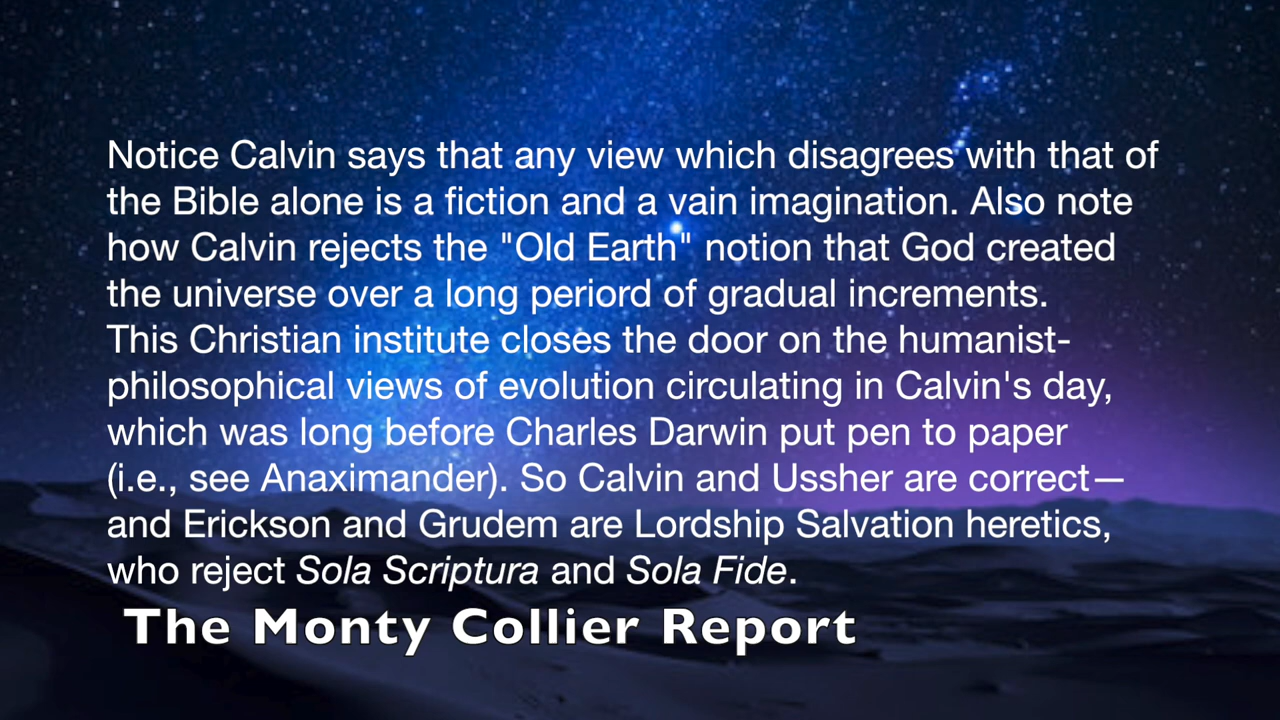 Notice Calvin says that any view which disagrees with that of
the Bible alone is a fiction and a vain imagination. Also note
how Calvin rejects the "Old Earth" notion that God created
the universe over a long periord of gradual increments.
This Christian institute closes the door on the humanist-
philosophical views of evolution circulating in Calvin's day,
which was long before Charles Darwin put pen to paper
(i.e., see Anaximander). So Calvin and Ussher are correct—
and Erickson and Grudem are Lordship Salvation heretics,
who reject Sola Scriptura and Sola Fide.
The Monty Collier Report